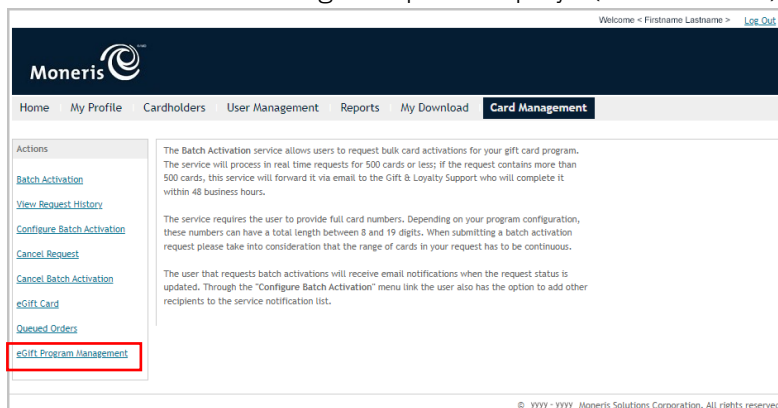 Welcome < Firstname Lastname > Log Out
Moneris
Home My Profile Cardholders User Management Reports My Download Card Management
Actions
Batch Activation
View Request History
Configure Batch Activation
Cancel Request
Cancel Batch Activation
eGift Card
Queued Orders
eGift Program Management
The Batch Activation service allows users to request bulk card activations for your gift card program.
The service will process in real time requests for 500 cards or less; if the request contains more than
500 cards, this service will forward it via email to the Gift & Loyalty Support who will complete it
within 48 business hours.
The service requires the user to provide full card numbers. Depending on your program configuration,
these numbers can have a total length between 8 and 19 digits. When submitting a batch activation
request please take into consideration that the range of cards in your request has to be continuous.
The user that requests batch activations will receive email notifications when the request status is
updated. Through the "Configure Batch Activation" menu link the user also has the option to add other
recipients to the service notification list.
© YYYY - YYYY Moneris Solutions Corporation. All rights reserved